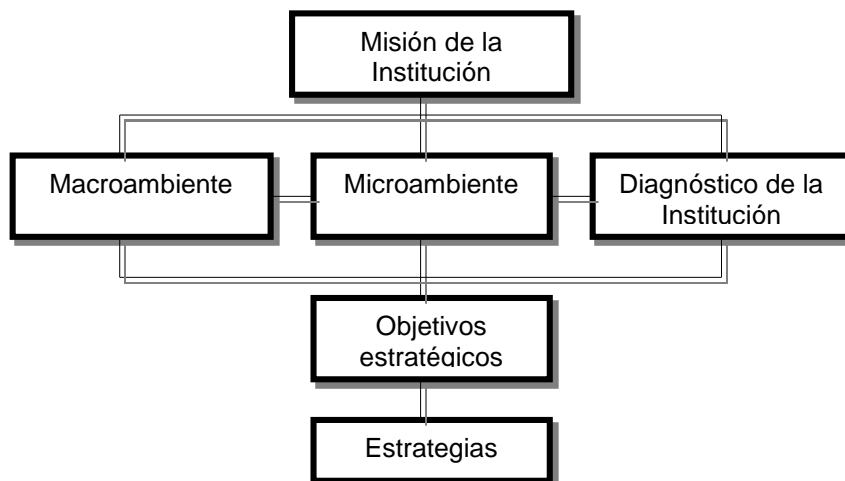 Misión de la
Institución
Macroambiente
Microambiente
Diagnóstico de la
Institución
Objetivos
estratégicos
Estrategias